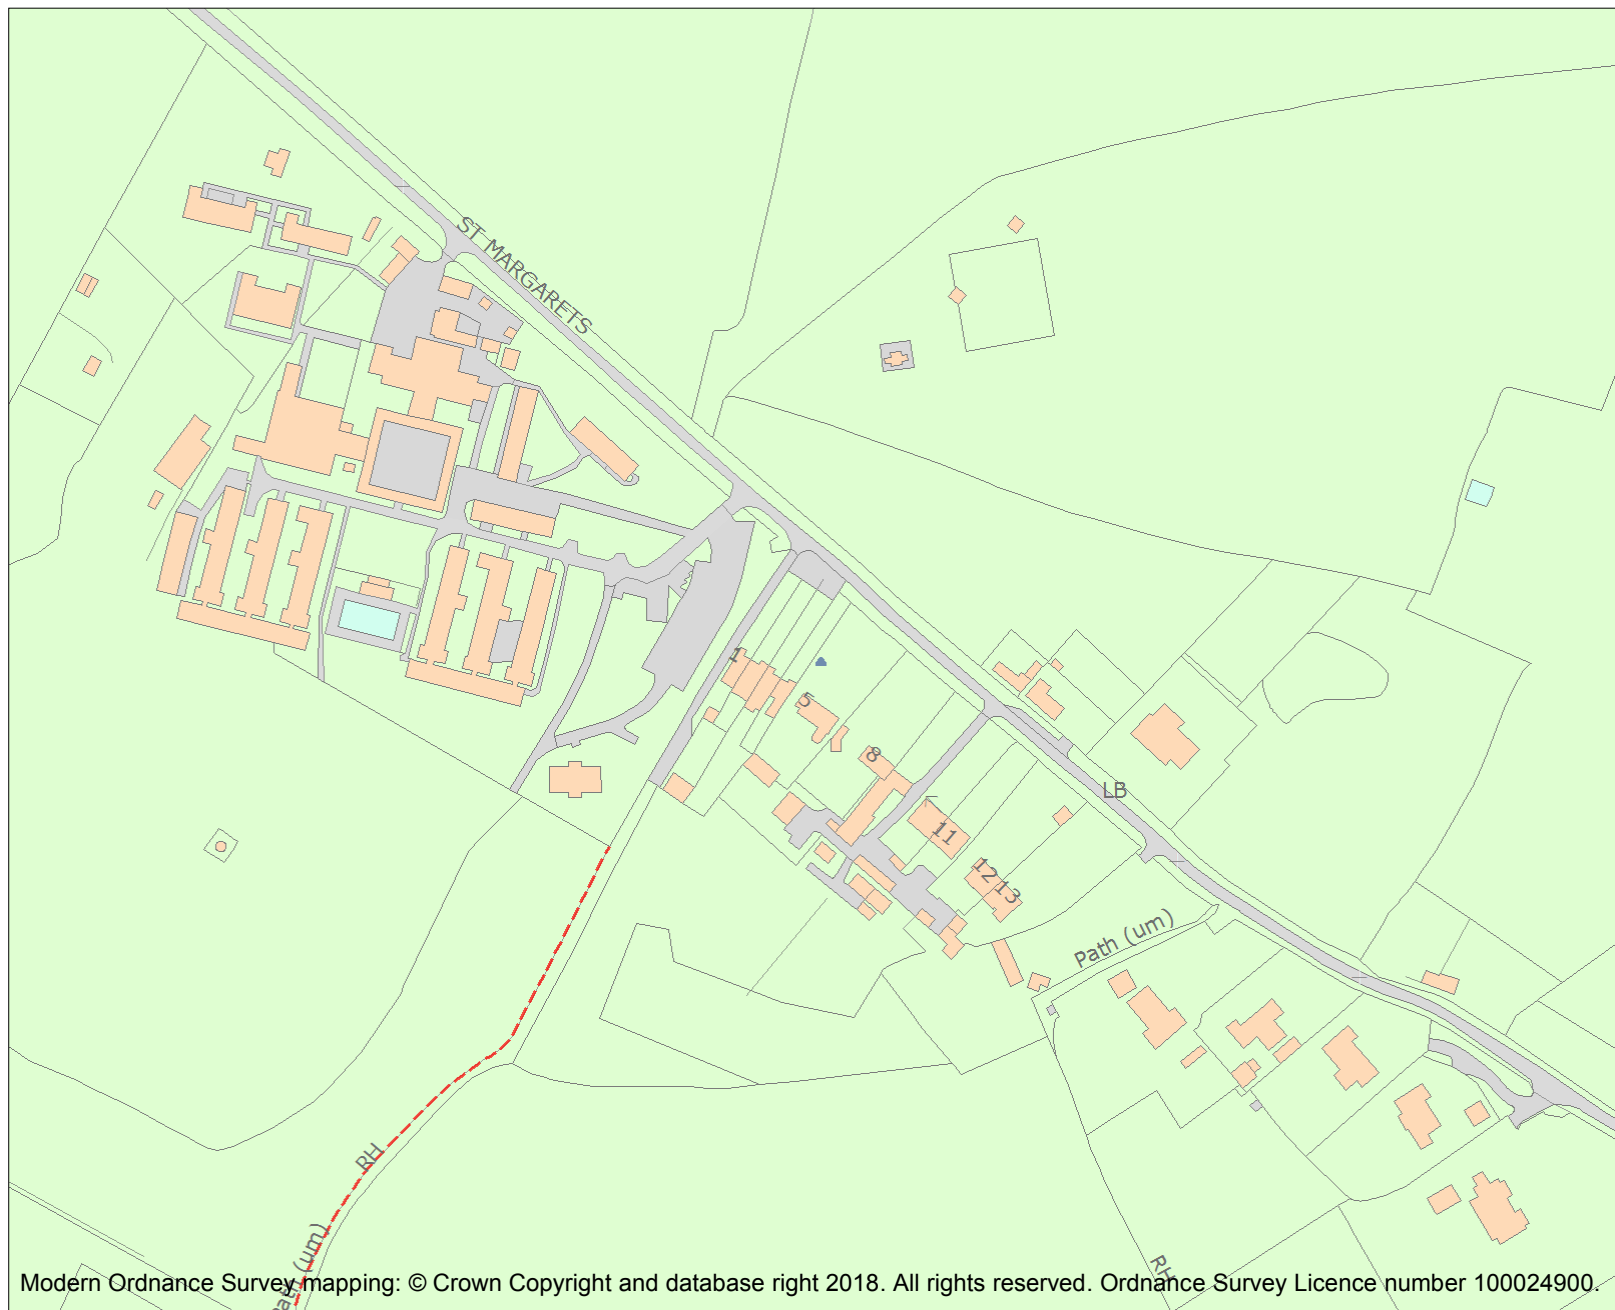 ST MARGARETS
1
5
8
LB
11
12
13
Path (um)
RH
Path (um)
RH
Modern Ordnance Survey mapping: © Crown Copyright and database right 2018. All rights reserved. Ordnance Survey Licence number 100024900.